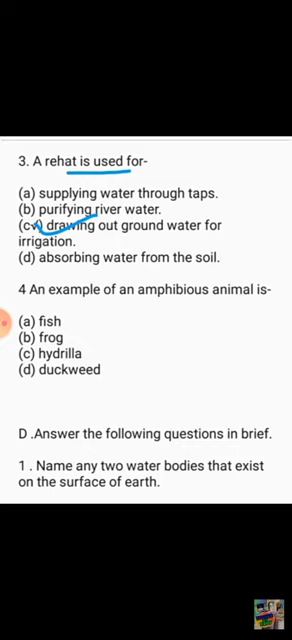 3. A rehat is used for-
(a) supplying water through taps.
(b) purifying river water.
(c) drawing out ground water for
irrigation.
(d) absorbing water from the soil.
4 An example of an amphibious animal is-
(a) fish
(b) frog
(c) hydrilla
(d) duckweed
D .Answer the following questions in brief.
1 . Name any two water bodies that exist
on the surface of earth.